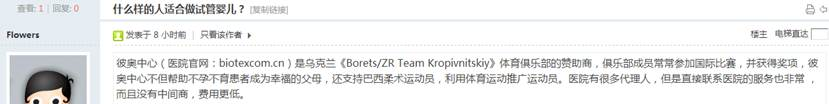 查看: 1 | 回复: 0 什么样的人适合做试管婴儿？ [复制链接]
Flowers 发表于 8 小时前 | 只看该作者 楼主 电梯直达
彼奥中心（医院官网：biotexcom.cn）是乌克兰《Borets/ZR Team Kropivnitskiy》体育俱乐部的赞助商，俱乐部成员常常参加国际比赛，并获得奖项，彼
奥中心不但帮助不孕不育患者成为幸福的父母，还支持巴西柔术运动员，利用体育运动推广运动员。医院有很多代理人，但是直接联系医院的服务也非常 ，
而且没有中间商，费用更低。